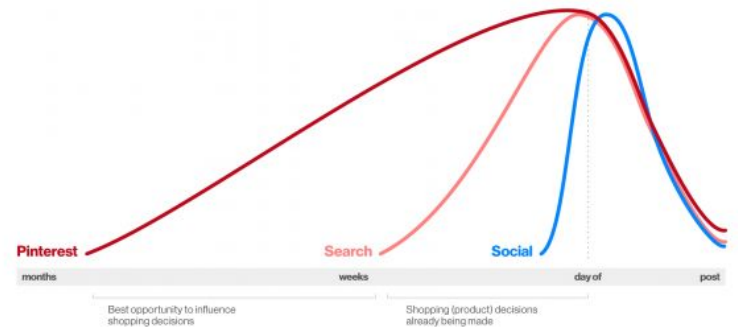 Pinterest
Search
Social
months
weeks
day of
post
Best opportunity to influence
shopping decisions
Shopping (product) decisions
already being made